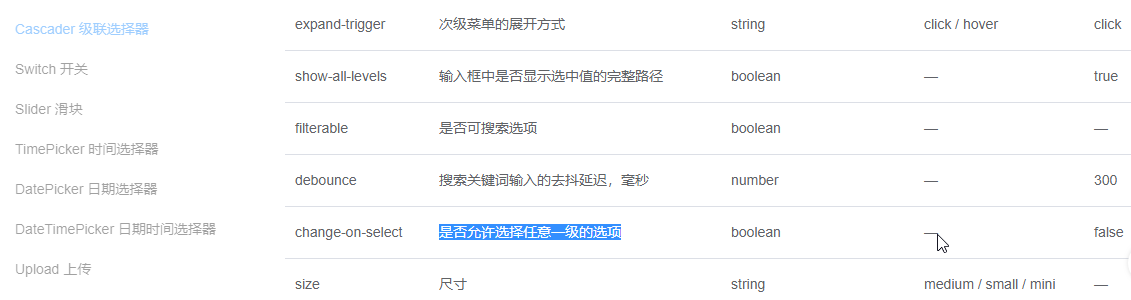 Cascader 级联选择器
Switch 开关
Slider 滑块
TimePicker 时间选择器
DatePicker 日期选择器
DateTimePicker 日期时间选择器
Upload 上传
expand-trigger 次级菜单的展开方式 string click / hover click
show-all-levels 输入框中是否显示选中值的完整路径 boolean — true
filterable 是否可搜索选项 boolean — —
debounce 搜索关键词输入的去抖延迟，毫秒 number — 300
change-on-select 是否允许选择任意一级的选项 boolean — false
size 尺寸 string medium / small / mini —